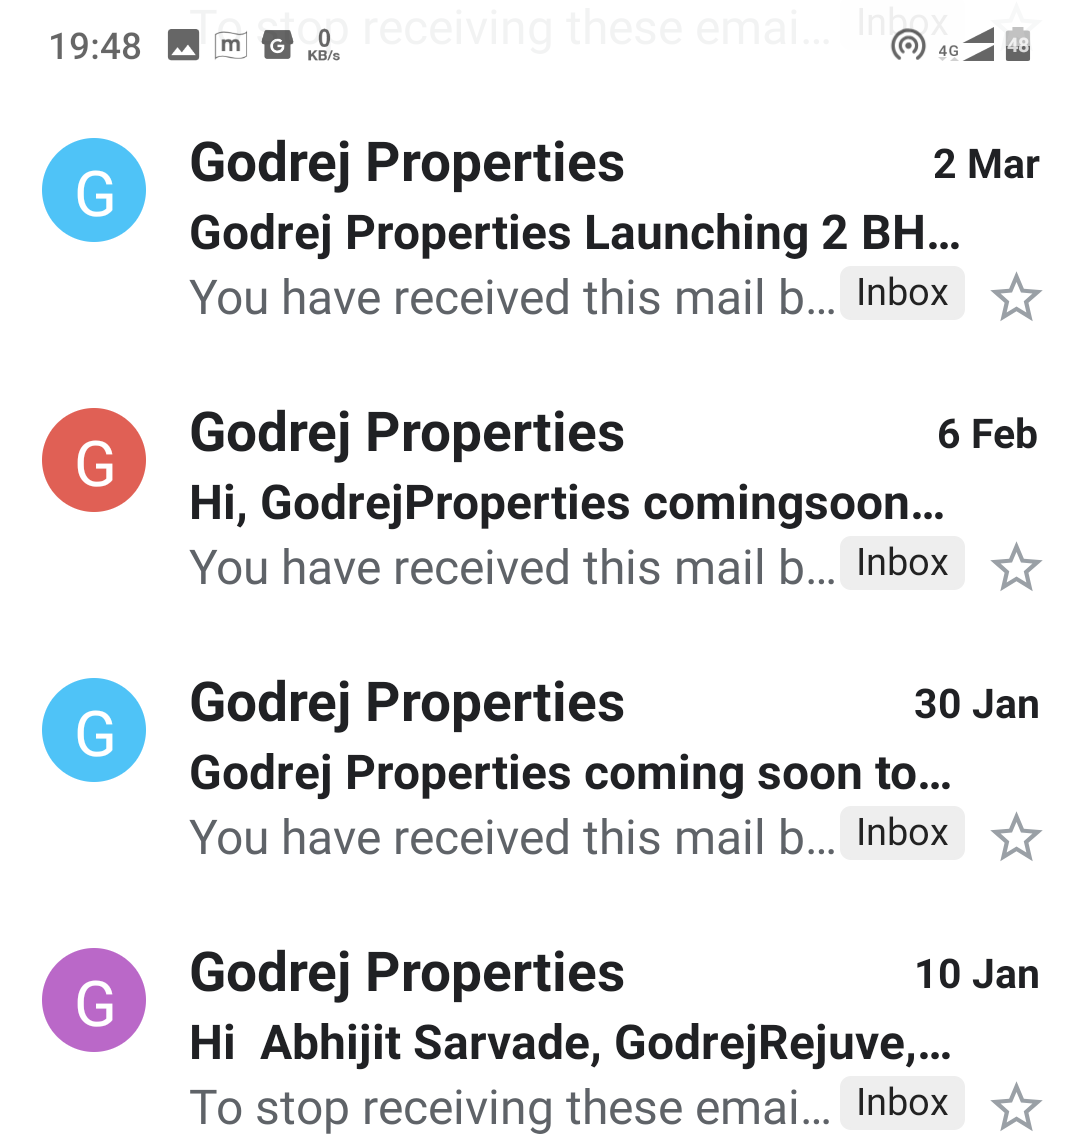 To stop receiving these emai... Inbox
19:48 m G 0 KB/s 4G 48
G Godrej Properties 2 Mar
Godrej Properties Launching 2 BH...
You have received this mail b... Inbox
G Godrej Properties 6 Feb
Hi, GodrejProperties comingsoon...
You have received this mail b... Inbox
G Godrej Properties 30 Jan
Godrej Properties coming soon to...
You have received this mail b... Inbox
G Godrej Properties 10 Jan
Hi  Abhijit Sarvade, GodrejRejuve,...
To stop receiving these emai... Inbox